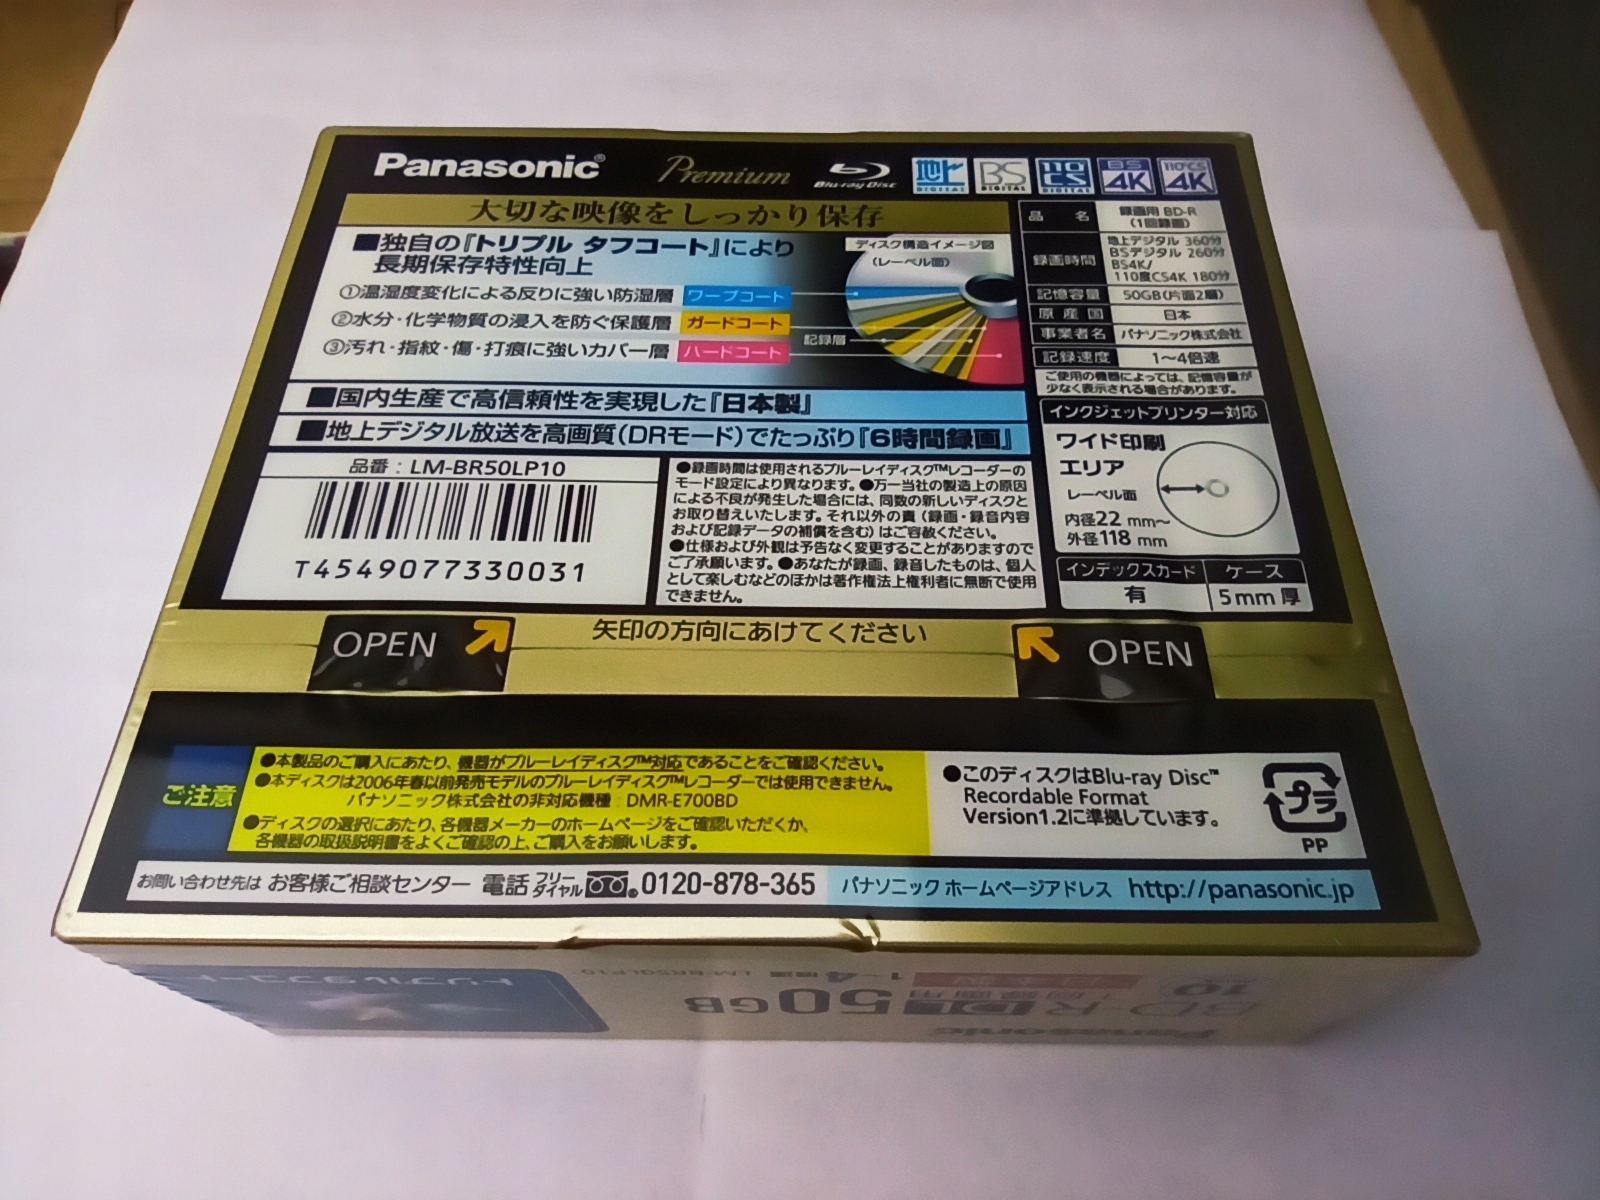 Panasonic®
Premium
Blu-ray Disc
地上 DIGITAL
BS DIGITAL
110 CS DIGITAL
BS 4K
110°CS 4K
大切な映像をしっかり保存
■独自の『トリプル タフコート』により
長期保存特性向上
①温湿度変化による反りに強い防湿層 ワープコート
②水分・化学物質の浸入を防ぐ保護層 ガードコート
③汚れ・指紋・傷・打痕に強いカバー層 ハードコート
ディスク構造イメージ図
(レーベル面)
記録層
■国内生産で高信頼性を実現した『日本製』
■地上デジタル放送を高画質(DRモード)でたっぷり『6時間録画』
品番：LM-BR50LP10
T4549077330031
●録画時間は使用されるブルーレイディスク™レコーダーの
モード設定により異なります。●万一当社の製造上の原因
による不良が発生した場合には、同数の新しいディスクと
お取り替えいたします。それ以外の責（録画・録音内容
および記録データの補償を含む）はご容赦ください。
●仕様および外観は予告なく変更することがありますので
ご了承願います。●あなたが録画、録音したものは、個人
として楽しむなどのほかは著作権法上権利者に無断で使用
できません。
品名 録画用 BD-R
(1回録画)
録画時間 地上デジタル 360分
BSデジタル 260分
BS4K/
110度CS4K 180分
記憶容量 50GB(片面2層)
原産国 日本
事業者名 パナソニック株式会社
記録速度 1～4倍速
ご使用の機器によっては、記憶容量が
少なく表示される場合があります。
インクジェットプリンター対応
ワイド印刷
エリア
レーベル面
内径22 mm～
外径118 mm
インデックスカード ケース
有 5mm 厚
OPEN 矢印の方向にあけてください OPEN
ご注意
●本製品のご購入にあたり、機器がブルーレイディスク™対応であることをご確認ください。
●本ディスクは2006年春以前発売モデルのブルーレイディスク™レコーダーでは使用できません。
パナソニック株式会社の非対応機種：DMR-E700BD
●ディスクの選択にあたり、各機器メーカーのホームページをご確認いただくか、
各機器の取扱説明書をよくご確認の上、ご購入をお願いします。
●このディスクはBlu-ray Disc™
Recordable Format
Version1.2に準拠しています。
プラ
PP
お問い合わせ先は お客様ご相談センター 電話 フリーダイヤル 0120-878-365
パナソニック ホームページアドレス http://panasonic.jp
Panasonic
BD-R DL 50GB
10
1～4倍速 LM-BR50LP10
トリプルタフコート